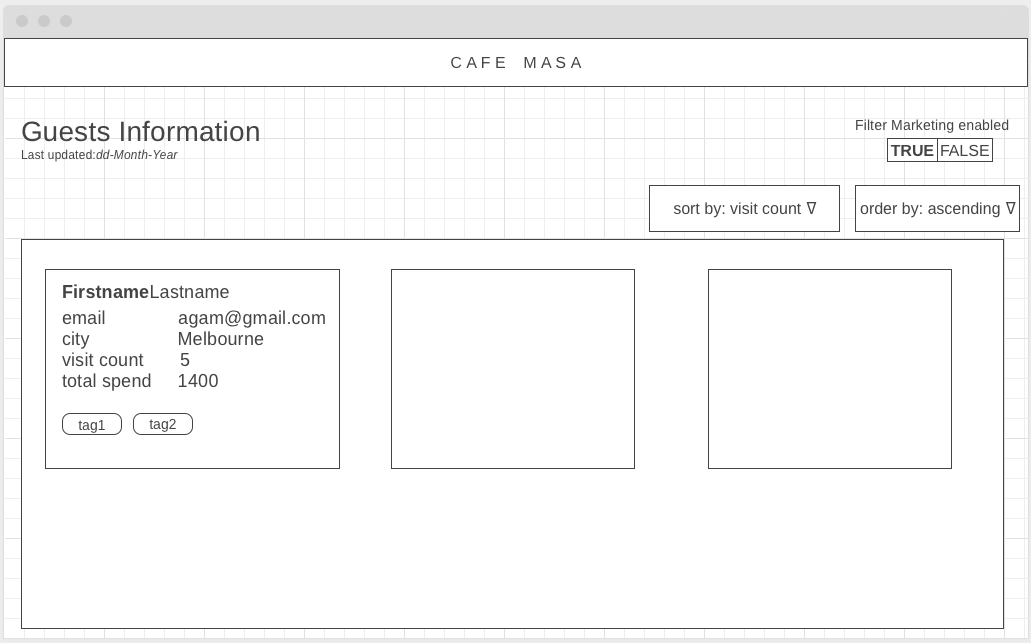 CAFE MASA
Guests Information
Last updated:dd-Month-Year
Filter Marketing enabled
TRUE FALSE
sort by: visit count ∇
order by: ascending ∇
FirstnameLastname
email agam@gmail.com
city Melbourne
visit count 5
total spend 1400
tag1 tag2